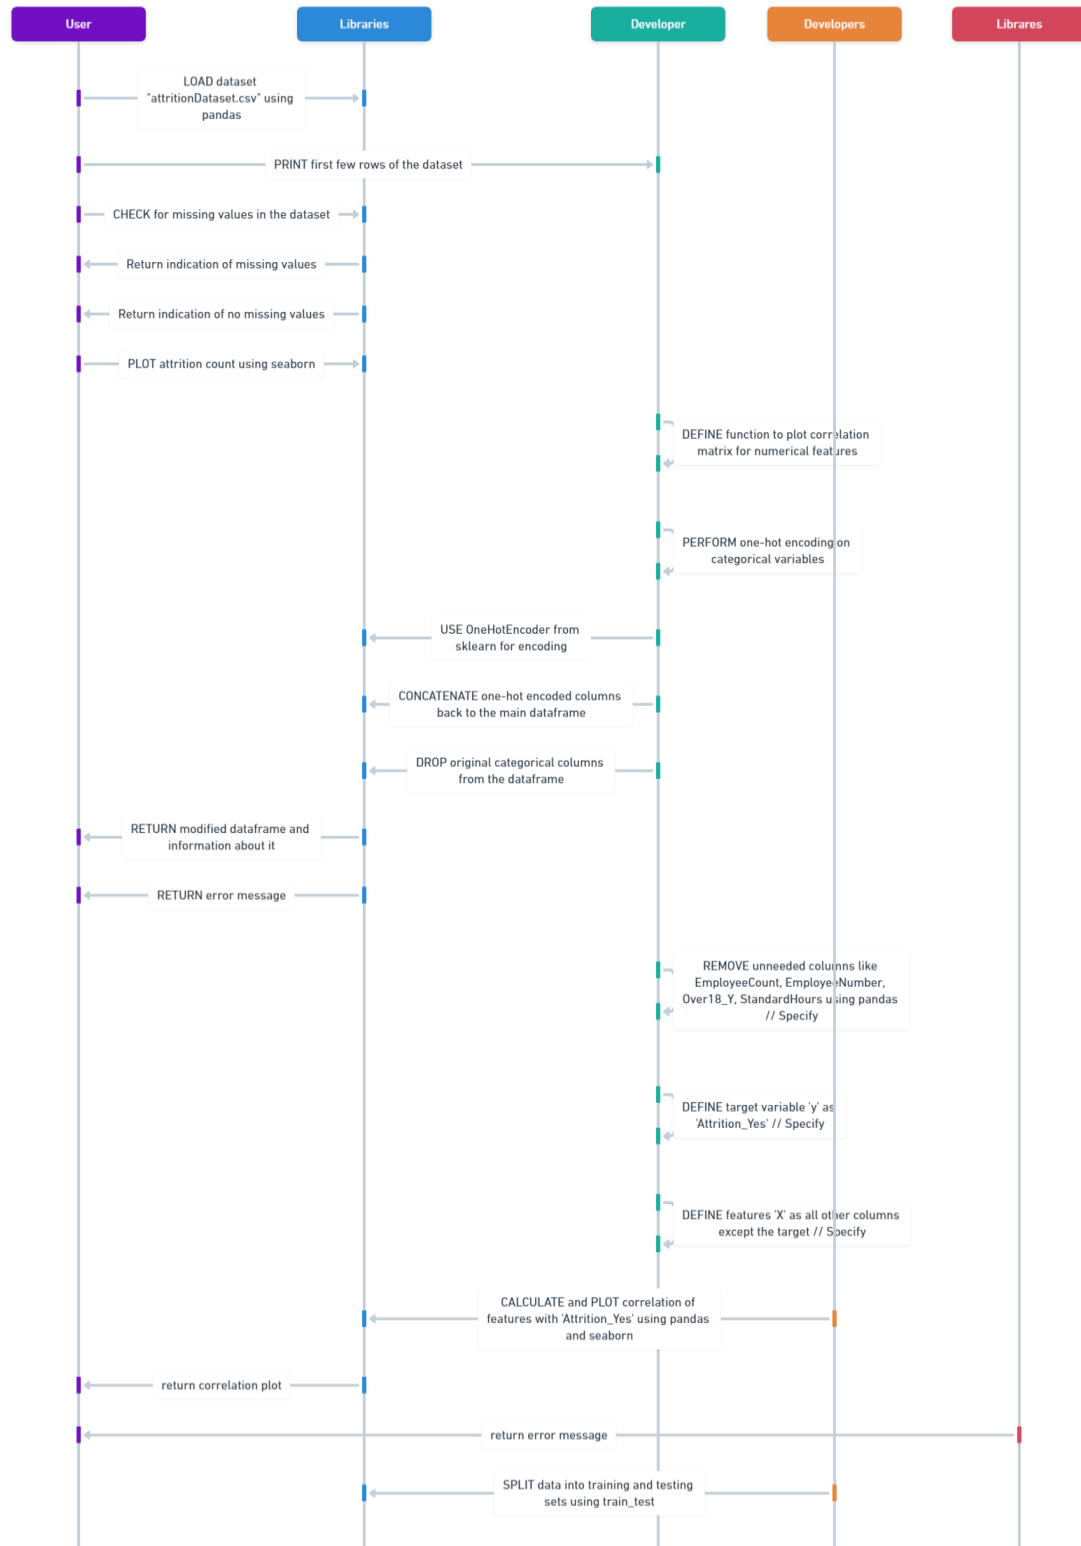 User
Libraries
Developer
Developers
Librares
LOAD dataset
"attritionDataset.csv" using
pandas
PRINT first few rows of the dataset
CHECK for missing values in the dataset
Return indication of missing values
Return indication of no missing values
PLOT attrition count using seaborn
DEFINE function to plot correlation
matrix for numerical features
PERFORM one-hot encoding on
categorical variables
USE OneHotEncoder from
sklearn for encoding
CONCATENATE one-hot encoded columns
back to the main dataframe
DROP original categorical columns
from the dataframe
RETURN modified dataframe and
information about it
RETURN error message
REMOVE unneeded columns like
EmployeeCount, EmployeeNumber,
Over18_Y, StandardHours using pandas
// Specify
DEFINE target variable 'y' as
'Attrition_Yes' // Specify
DEFINE features 'X' as all other columns
except the target // Specify
CALCULATE and PLOT correlation of
features with 'Attrition_Yes' using pandas
and seaborn
return correlation plot
return error message
SPLIT data into training and testing
sets using train_test